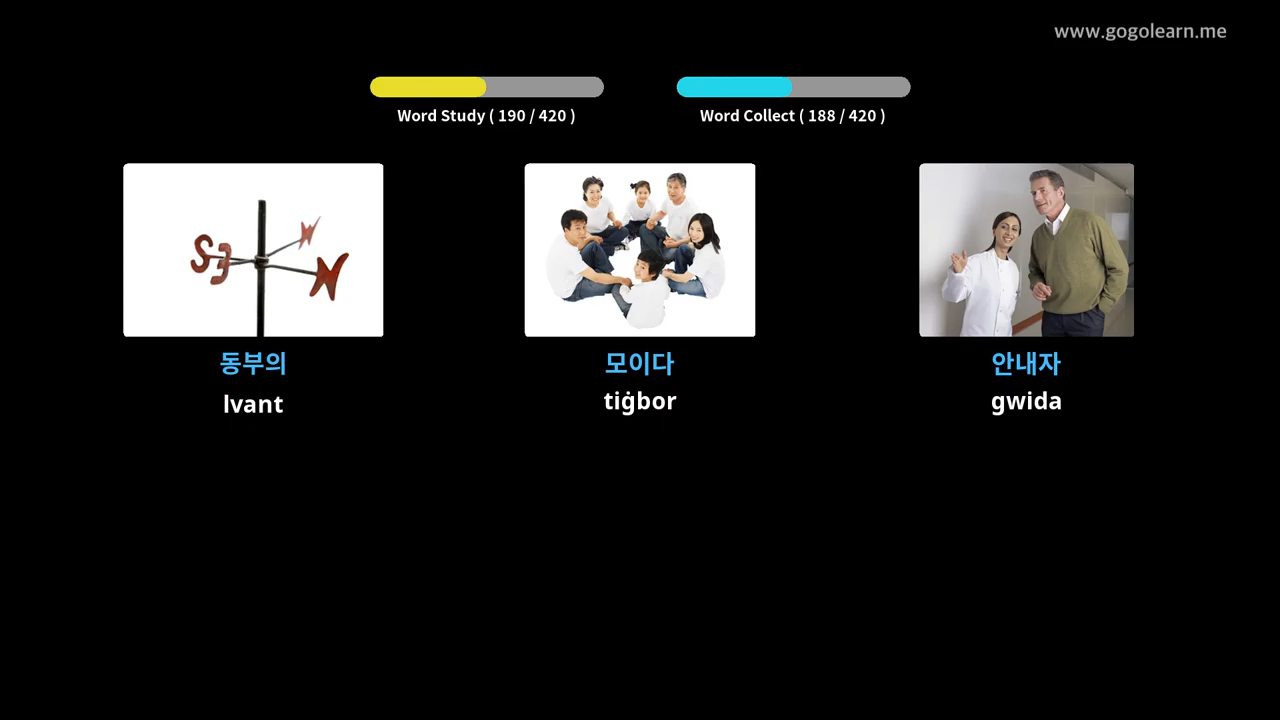 www.gogolearn.me
Word Study ( 190 / 420 )
Word Collect ( 188 / 420 )
동부의
lvant
모이다
tiġbor
안내자
gwida